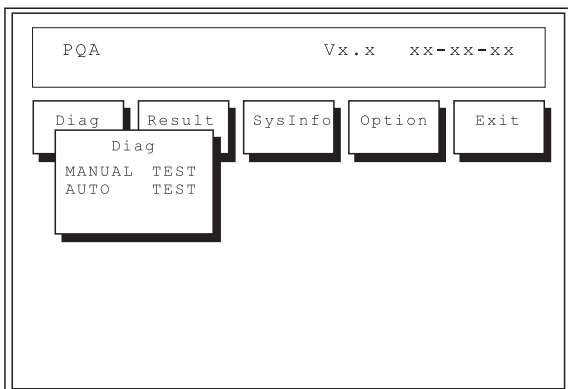 PQA Vx.x xx-xx-xx
Diag Result SysInfo Option Exit
Diag
MANUAL TEST
AUTO TEST